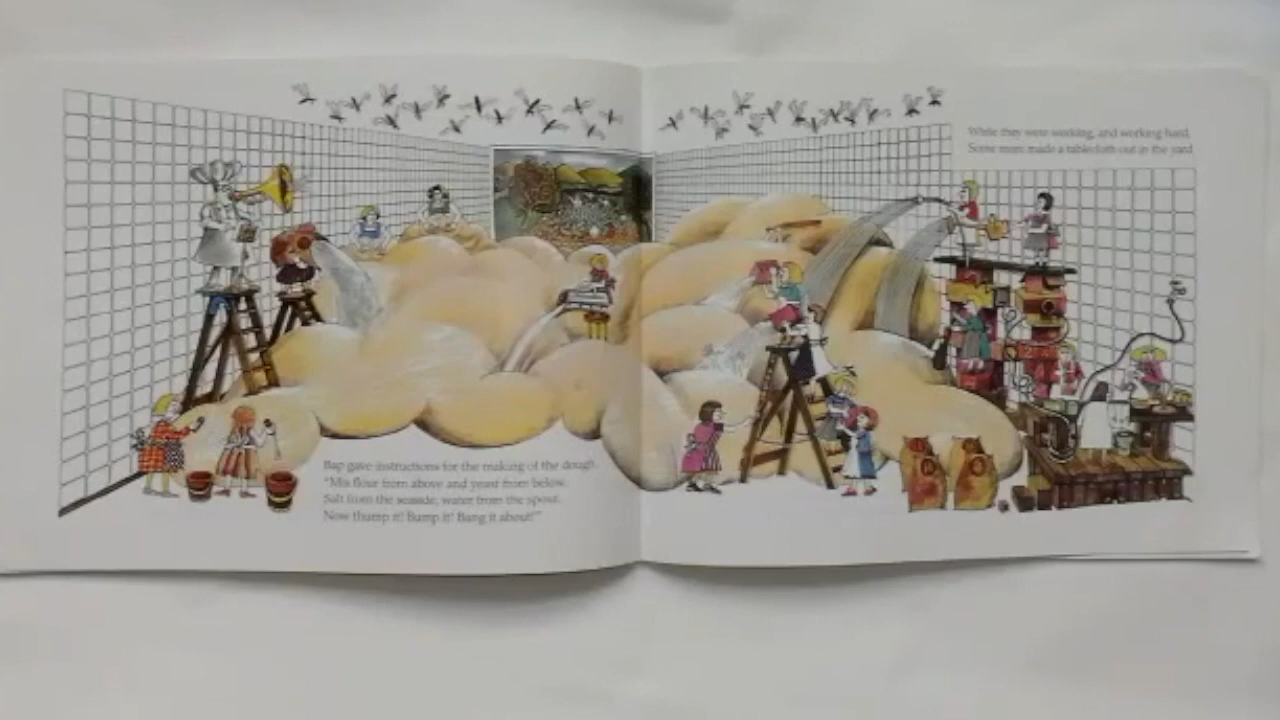 While they were working, and working hard,
Some more made a tablecloth out in the yard.
Bap gave instructions for the making of the dough.
"Mix flour from above and yeast from below.
Salt from the seaside, water from the spout.
Now thump it! Bump it! Bang it about!"